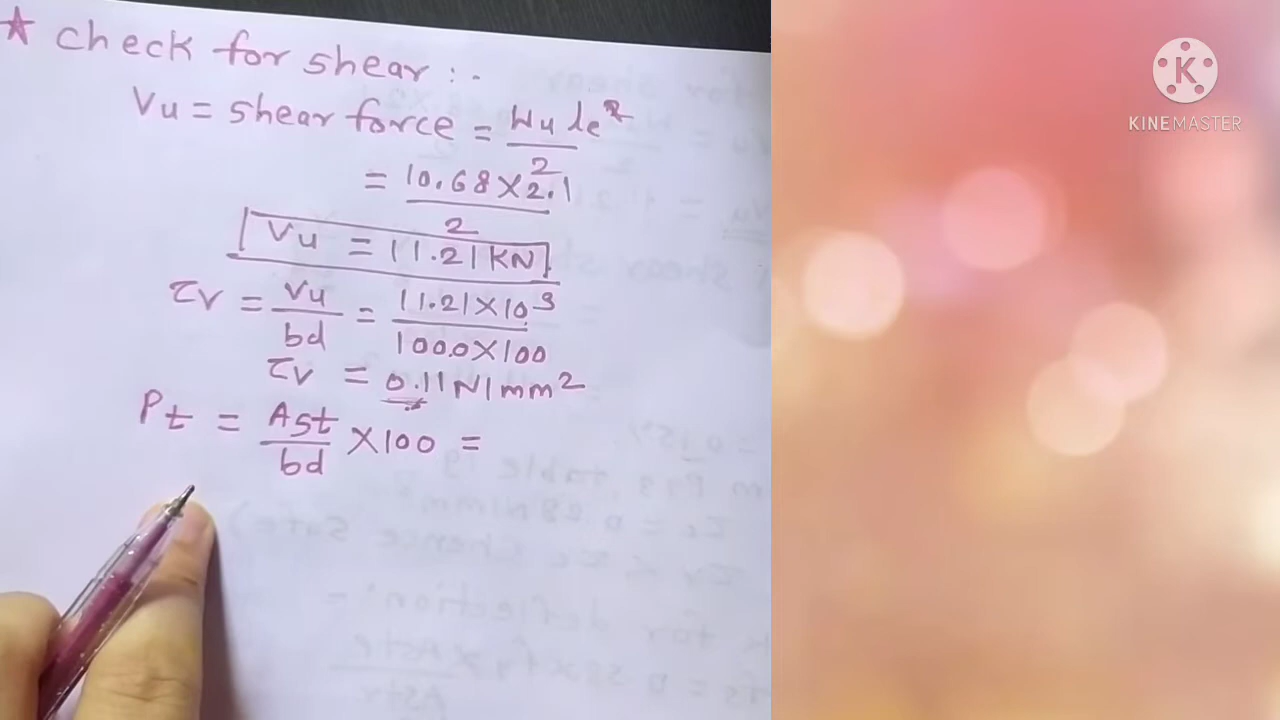 ★ check for shear :-
Vu = shear force = Wu le²/2
= 10.68 × 2.1/2
Vu = 11.21 KN
τv = Vu/bd = 11.21×10³/1000×100
τv = 0.11 N/mm²
Pt = Ast/bd ×100 =
KINEMASTER